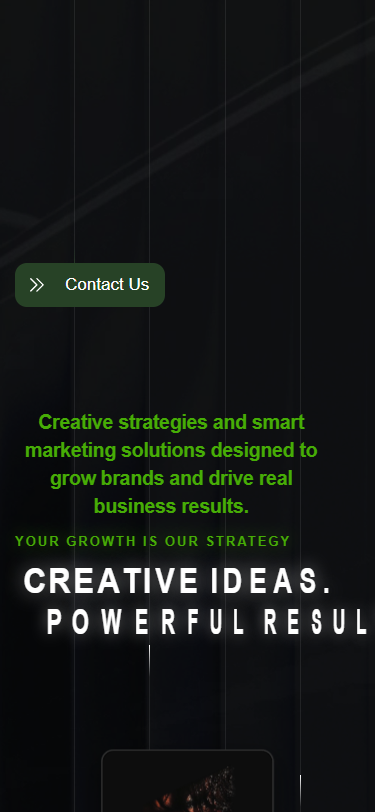 Contact Us
Creative strategies and smart
marketing solutions designed to
grow brands and drive real
business results.
YOUR GROWTH IS OUR STRATEGY
CREATIVE IDEAS.
POWERFUL RESUL